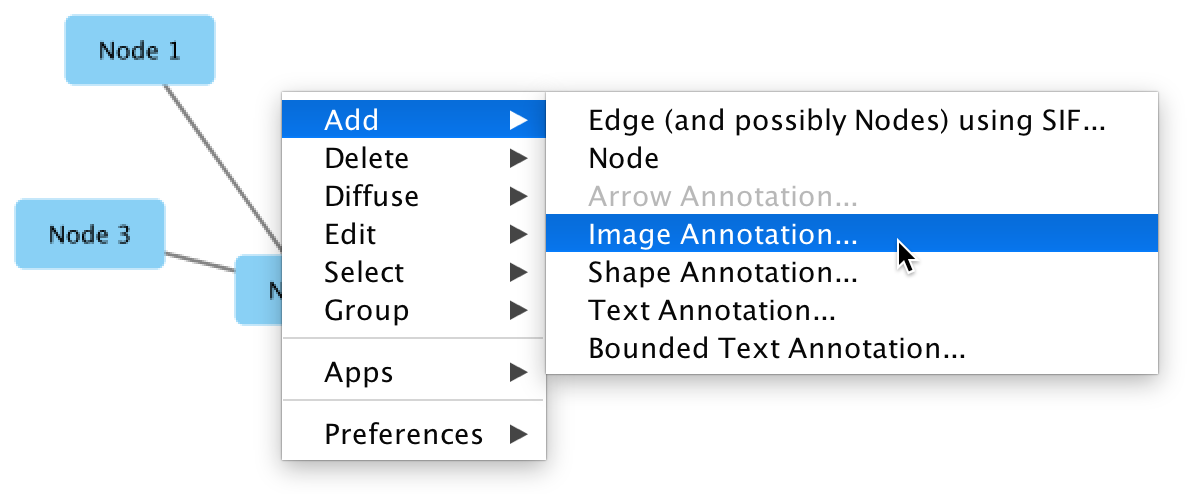 Node 1
Node 3
Add
Delete
Diffuse
Edit
Select
Group
Apps
Preferences
Edge (and possibly Nodes) using SIF...
Node
Arrow Annotation...
Image Annotation...
Shape Annotation...
Text Annotation...
Bounded Text Annotation...